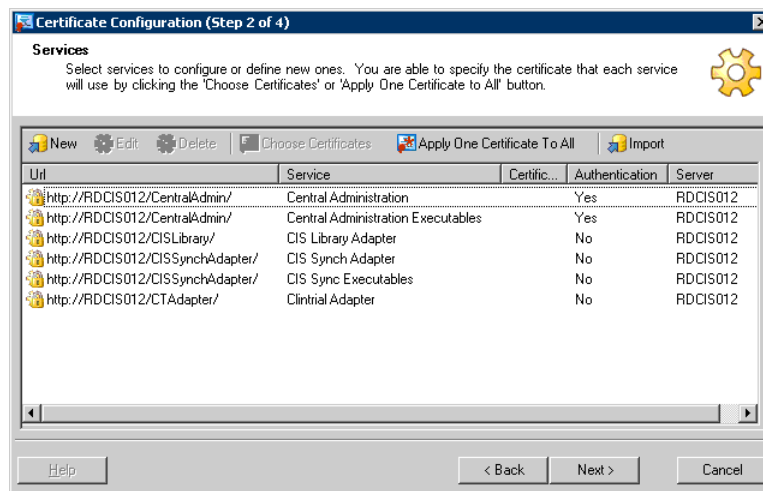 Certificate Configuration (Step 2 of 4)
Services
Select services to configure or define new ones. You are able to specify the certificate that each service
will use by clicking the 'Choose Certificates' or 'Apply One Certificate to All' button.
New Edit Delete Choose Certificates Apply One Certificate To All Import
Url Service Certific... Authentication Server
http://RDCIS012/CentralAdmin/ Central Administration Yes RDCIS012
http://RDCIS012/CentralAdmin/ Central Administration Executables Yes RDCIS012
http://RDCIS012/CISLibrary/ CIS Library Adapter No RDCIS012
http://RDCIS012/CISSynchAdapter/ CIS Synch Adapter No RDCIS012
http://RDCIS012/CISSynchAdapter/ CIS Sync Executables No RDCIS012
http://RDCIS012/CTAdapter/ Clintrial Adapter No RDCIS012
Help < Back Next > Cancel